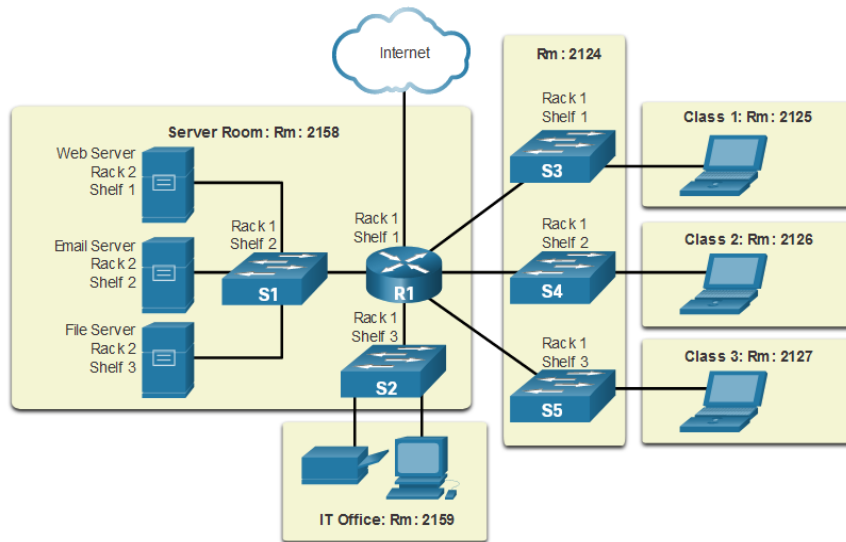 Internet
Server Room: Rm: 2158
Web Server
Rack 2
Shelf 1
Email Server
Rack 2
Shelf 2
File Server
Rack 2
Shelf 3
Rack 1
Shelf 2
S1
Rack 1
Shelf 1
R1
Rack 1
Shelf 3
S2
IT Office: Rm: 2159
Rm: 2124
Rack 1
Shelf 1
S3
Rack 1
Shelf 2
S4
Rack 1
Shelf 3
S5
Class 1: Rm: 2125
Class 2: Rm: 2126
Class 3: Rm: 2127